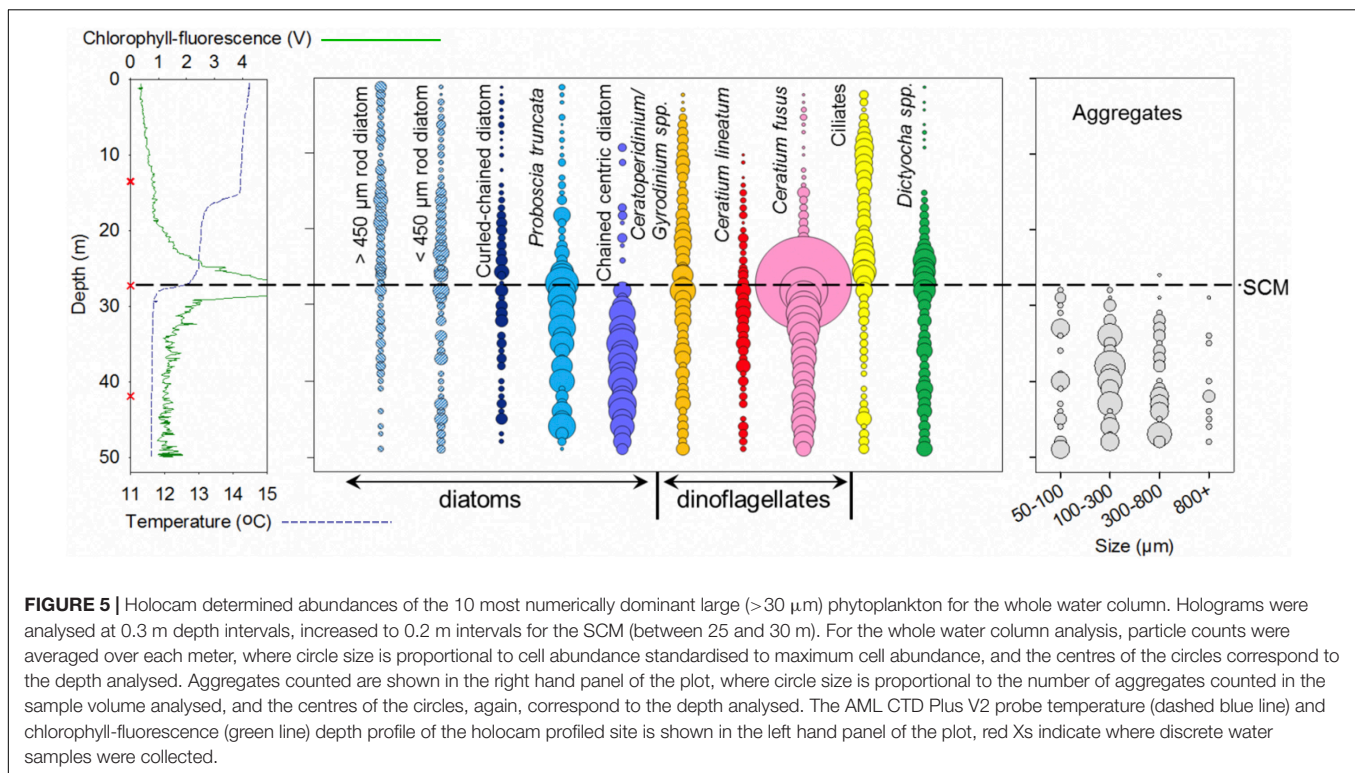 Chlorophyll-fluorescence (V)
0 1 2 3 4
0
10
20
30
40
50
Depth (m)
11 12 13 14 15
Temperature (ºC)
> 450 µm rod diatom
< 450 µm rod diatom
Curled-chained diatom
Proboscia truncata
Chained centric diatom
Ceratoperidinium/
Gyrodinium spp.
Ceratium lineatum
Ceratium fusus
Ciliates
Dictyocha spp.
diatoms
dinoflagellates
Aggregates
SCM
50-100
100-300
300-800
800+
Size (µm)
FIGURE 5 | Holocam determined abundances of the 10 most numerically dominant large (>30 µm) phytoplankton for the whole water column. Holograms were
analysed at 0.3 m depth intervals, increased to 0.2 m intervals for the SCM (between 25 and 30 m). For the whole water column analysis, particle counts were
averaged over each meter, where circle size is proportional to cell abundance standardised to maximum cell abundance, and the centres of the circles correspond to
the depth analysed. Aggregates counted are shown in the right hand panel of the plot, where circle size is proportional to the number of aggregates counted in the
sample volume analysed, and the centres of the circles, again, correspond to the depth analysed. The AML CTD Plus V2 probe temperature (dashed blue line) and
chlorophyll-fluorescence (green line) depth profile of the holocam profiled site is shown in the left hand panel of the plot, red Xs indicate where discrete water
samples were collected.